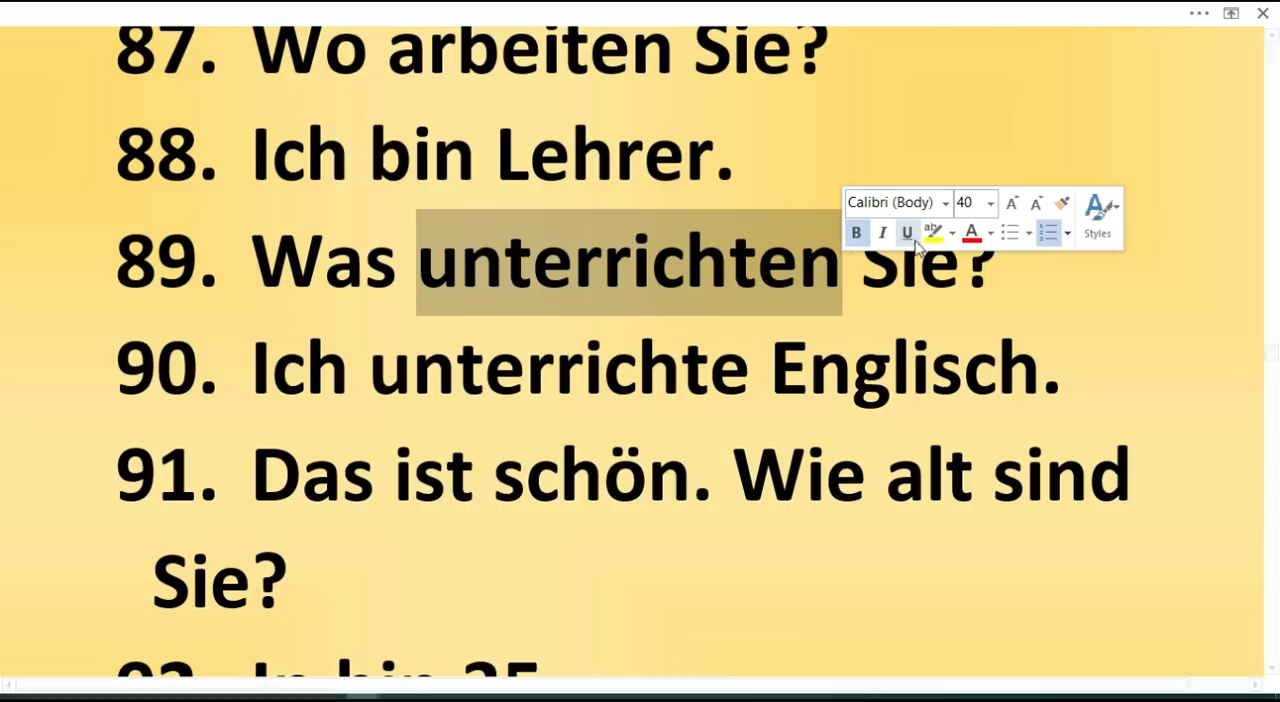 87. Wo arbeiten Sie?
88. Ich bin Lehrer.
Calibri (Body) 40
Styles
89. Was unterrichten Sie?
90. Ich unterrichte Englisch.
91. Das ist schön. Wie alt sind
Sie?